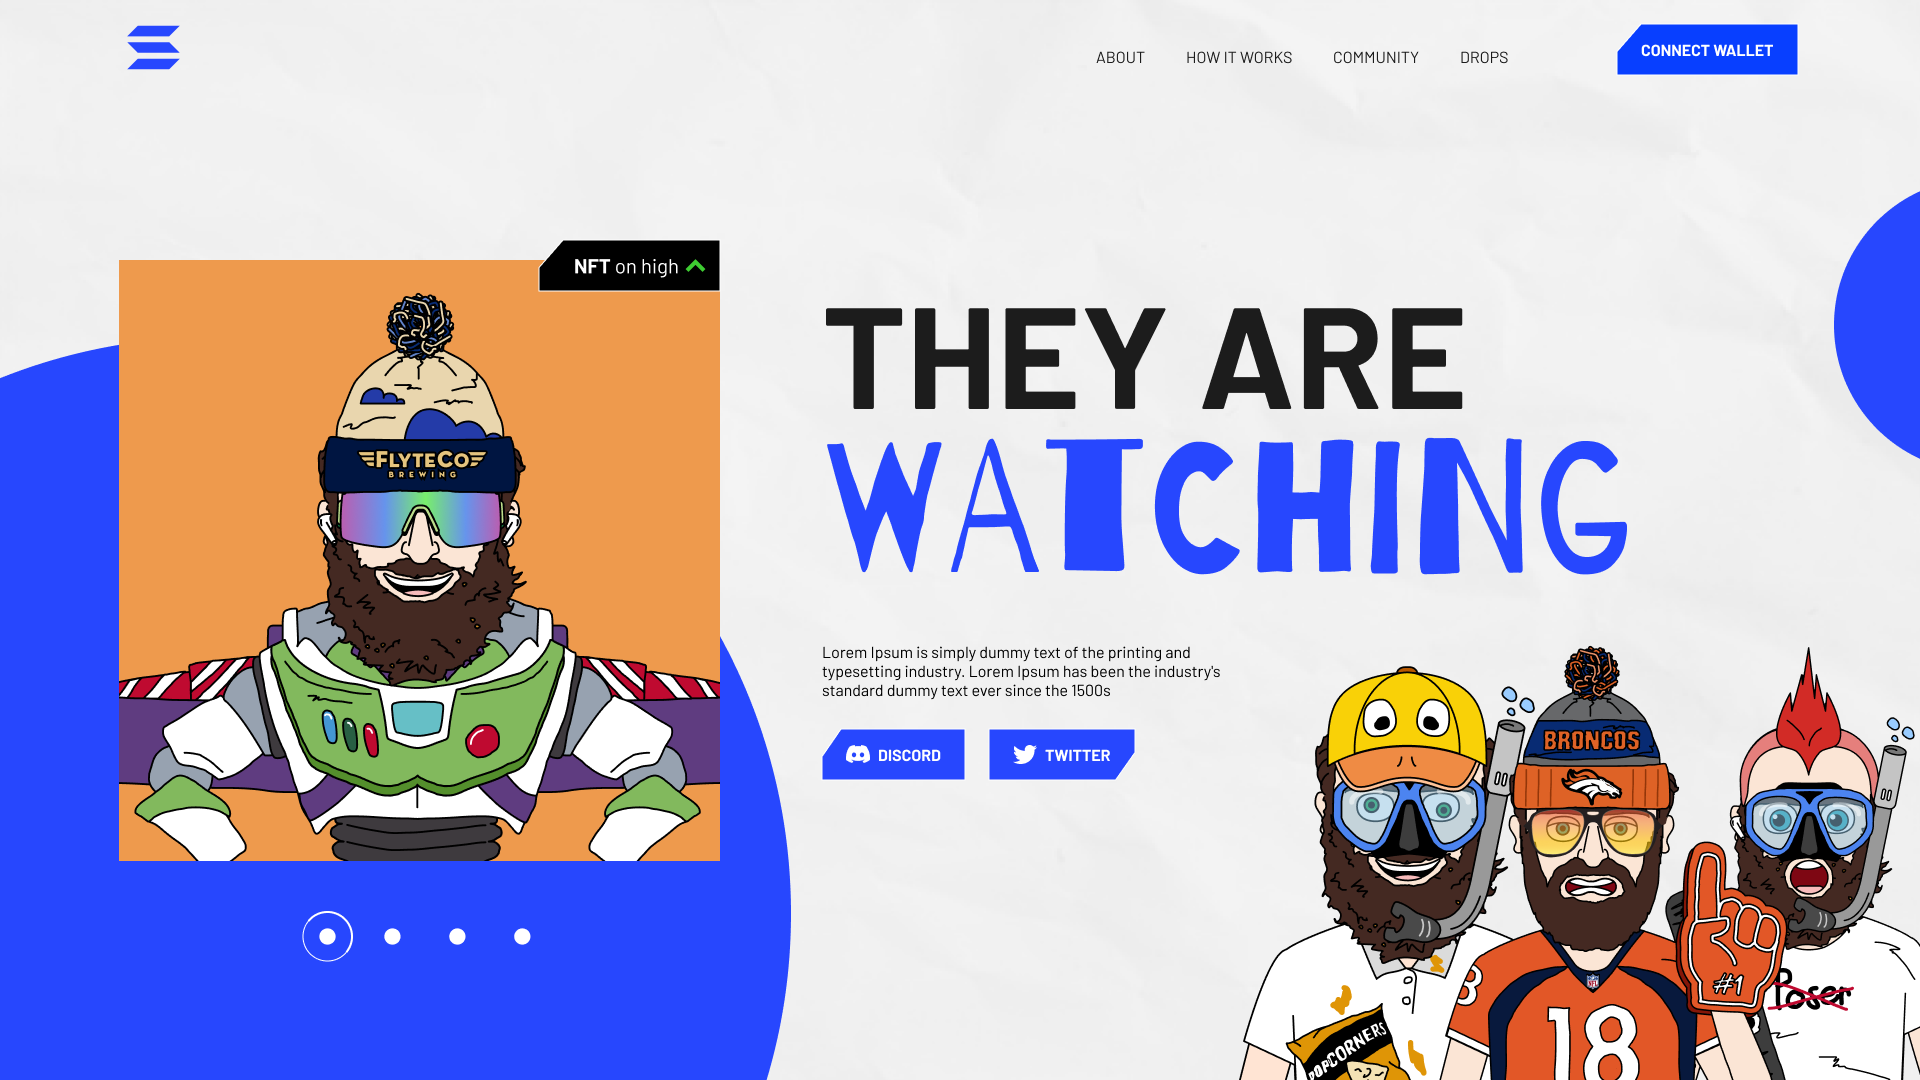 ABOUT HOW IT WORKS COMMUNITY DROPS CONNECT WALLET
NFT on high
FLYTECO
BREWING
THEY ARE
WATCHING
Lorem Ipsum is simply dummy text of the printing and
typesetting industry. Lorem Ipsum has been the industry's
standard dummy text ever since the 1500s
DISCORD TWITTER
BRONCOS
#1
Poser
8
NFL
18
POPCORNERS